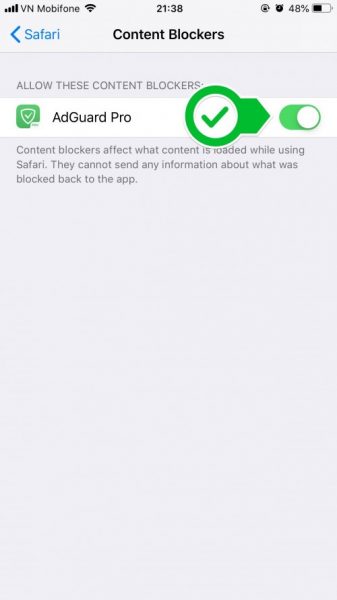 VN Mobifone 21:38 48%
Safari Content Blockers
ALLOW THESE CONTENT BLOCKERS:
AdGuard Pro
Content blockers affect what content is loaded while using
Safari. They cannot send any information about what was
blocked back to the app.